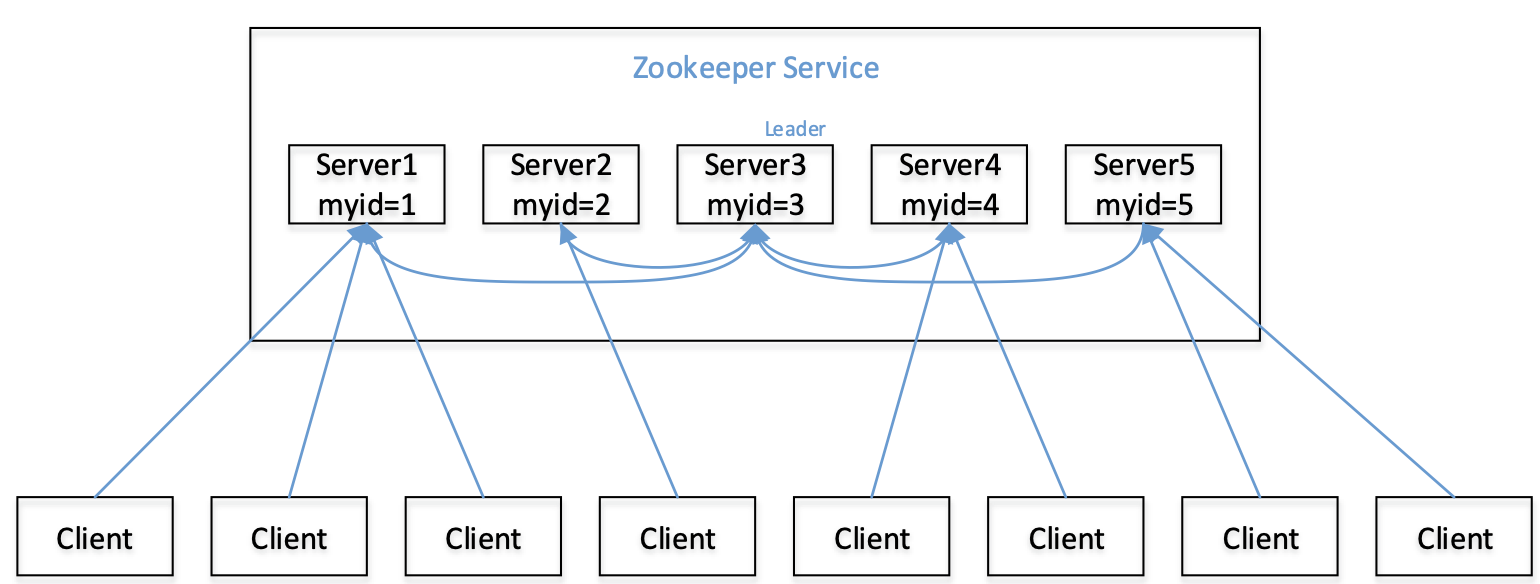 Zookeeper Service
Leader
Server1
myid=1
Server2
myid=2
Server3
myid=3
Server4
myid=4
Server5
myid=5
Client
Client
Client
Client
Client
Client
Client
Client